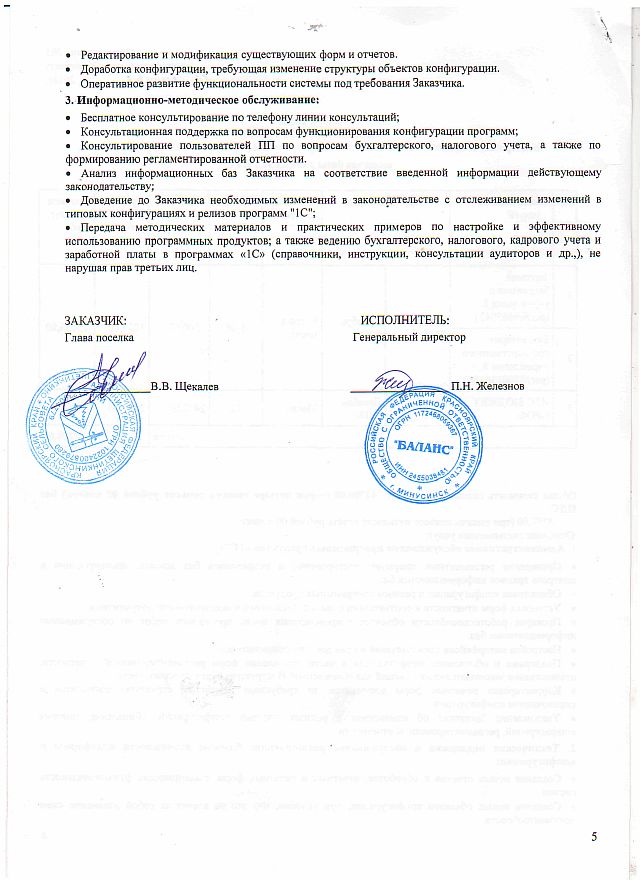 • Редактирование и модификация существующих форм и отчетов.
• Доработка конфигурации, требующая изменение структуры объектов конфигурации.
• Оперативное развитие функциональности системы под требования Заказчика.
3. Информационно-методическое обслуживание:
• Бесплатное консультирование по телефону линии консультаций;
• Консультационная поддержка по вопросам функционирования конфигурации программ;
• Консультирование пользователей ПП по вопросам бухгалтерского, налогового учета, а также по
формированию регламентированной отчетности.
• Анализ информационных баз Заказчика на соответствие введенной информации действующему
законодательству;
• Доведение до Заказчика необходимых изменений в законодательстве с отслеживанием изменений в
типовых конфигурациях и релизов программ "1С";
• Передача методических материалов и практических примеров по настройке и эффективному
использованию программных продуктов; а также ведению бухгалтерского, налогового, кадрового учета и
заработной платы в программах «1С» (справочники, инструкции, консультации аудиторов и др.,), не
нарушая прав третьих лиц.
ЗАКАЗЧИК:
Глава поселка
В.В. Щекалев
ИСПОЛНИТЕЛЬ:
Генеральный директор
П.Н. Железнов
РОССИЙСКАЯ ФЕДЕРАЦИЯ КРАСНОЯРСКИЙ КРАЙ
ОБЩЕСТВО С ОГРАНИЧЕННОЙ ОТВЕТСТВЕННОСТЬЮ
"БАЛАНС"
г. МИНУСИНСК
5